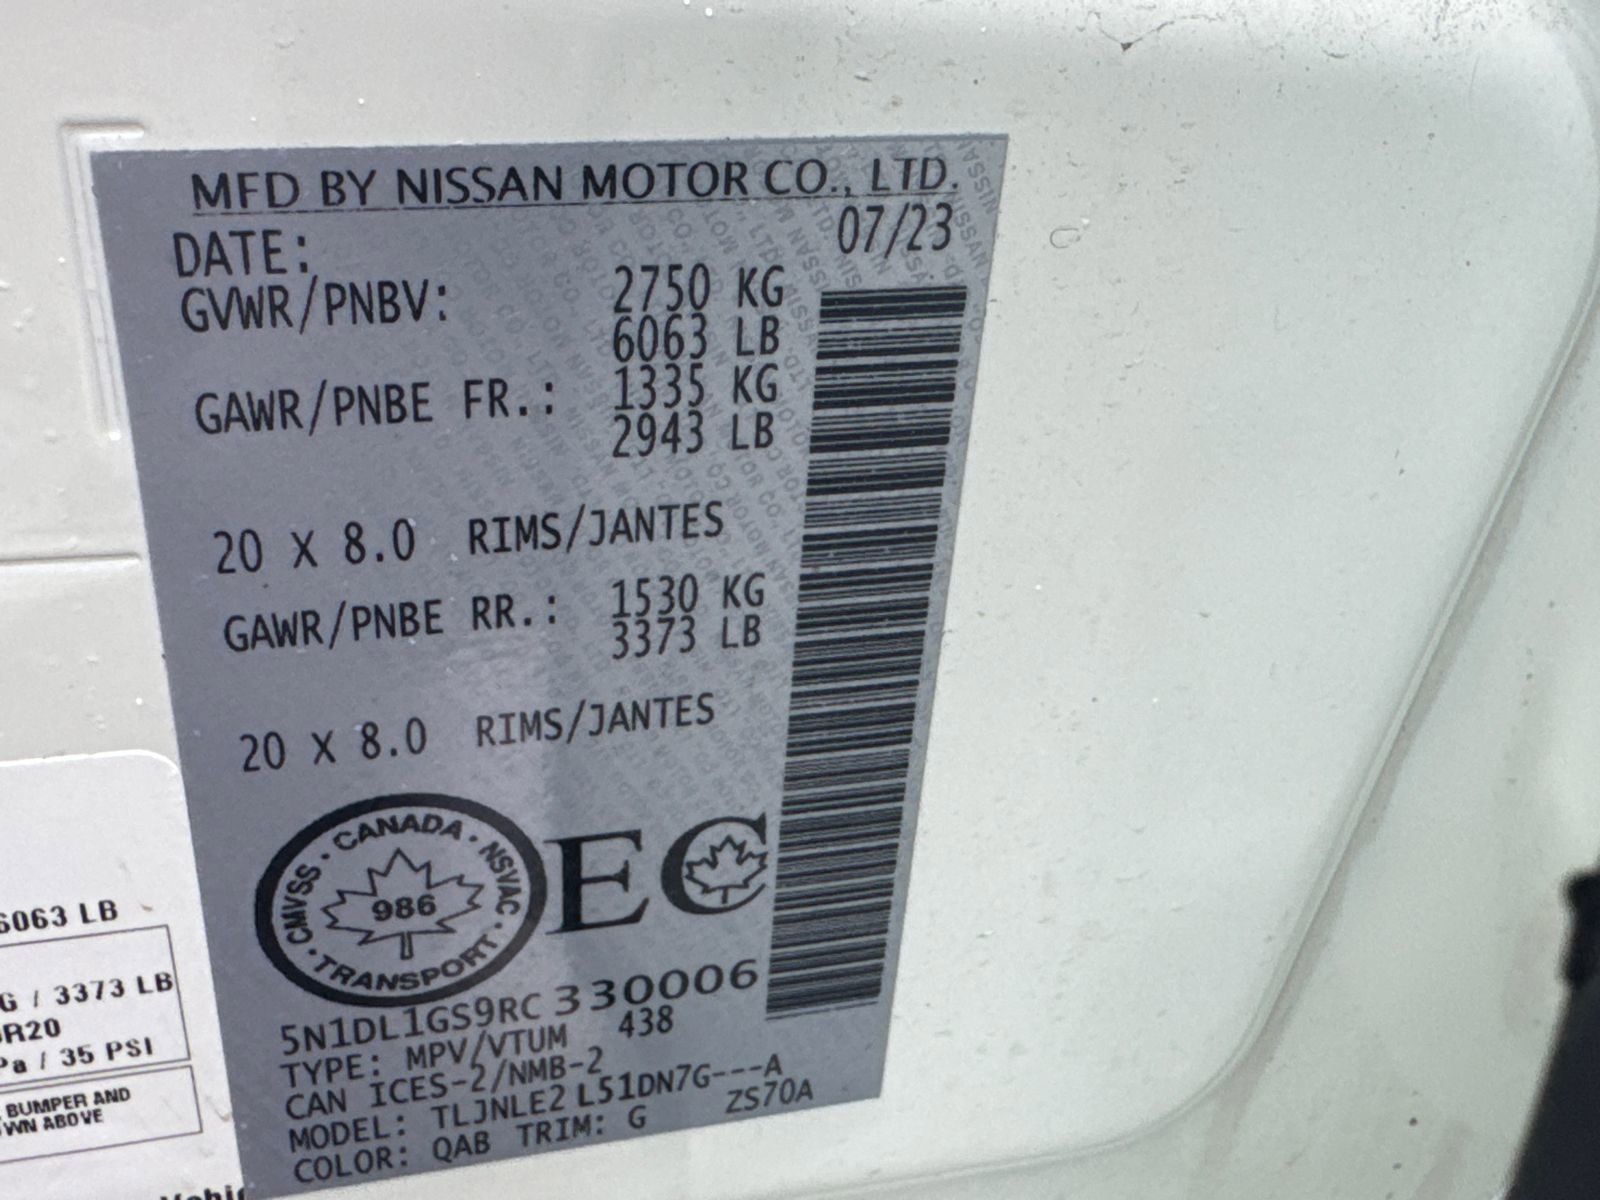 MFD BY NISSAN MOTOR CO., LTD.
DATE: 07/23
GVWR/PNBV: 2750 KG
6063 LB
GAWR/PNBE FR.: 1335 KG
2943 LB
20 X 8.0 RIMS/JANTES
GAWR/PNBE RR.: 1530 KG
3373 LB
20 X 8.0 RIMS/JANTES
CMVSS · CANADA · NSVAC · TRANSPORT ·
986
EC
5N1DL1GS9RC330006
TYPE: MPV/VTUM 438
CAN ICES-2/NMB-2
MODEL: TLJNLE2 L51DN7G---A
COLOR: QAB TRIM: G ZS70A
6063 LB
G / 3373 LB
R20
Pa / 35 PSI
BUMPER AND
WN ABOVE